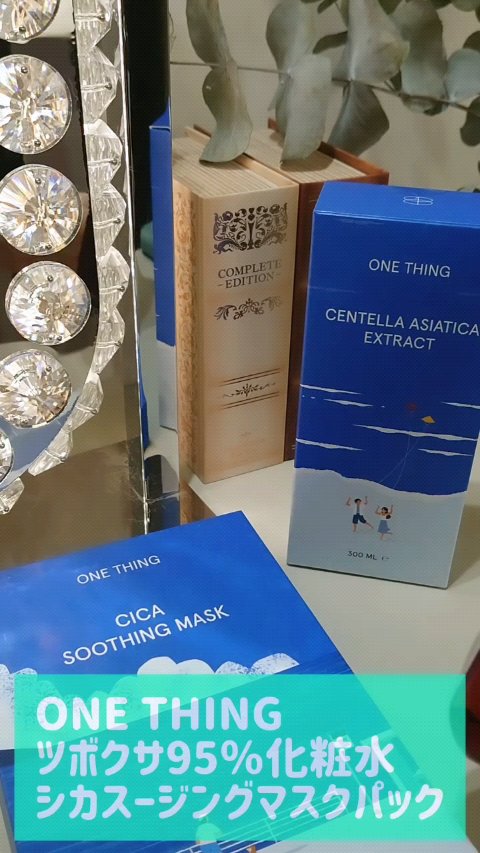 COMPLETE
-EDITION-
ONE THING
CENTELLA ASIATICA
EXTRACT
300 ML ℮
ONE THING
CICA
SOOTHING MASK
ONE THING
ツボクサ95%化粧水
シカスージングマスクパック